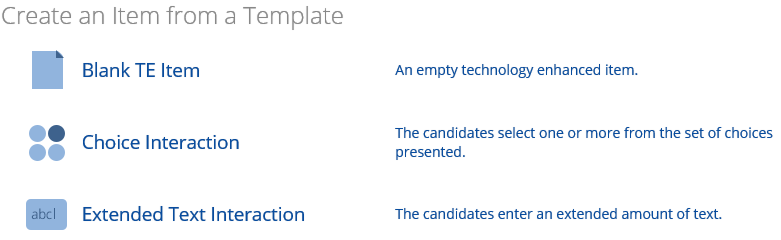 Create an Item from a Template
Blank TE Item
An empty technology enhanced item.
Choice Interaction
The candidates select one or more from the set of choices
presented.
abcl
Extended Text Interaction
The candidates enter an extended amount of text.